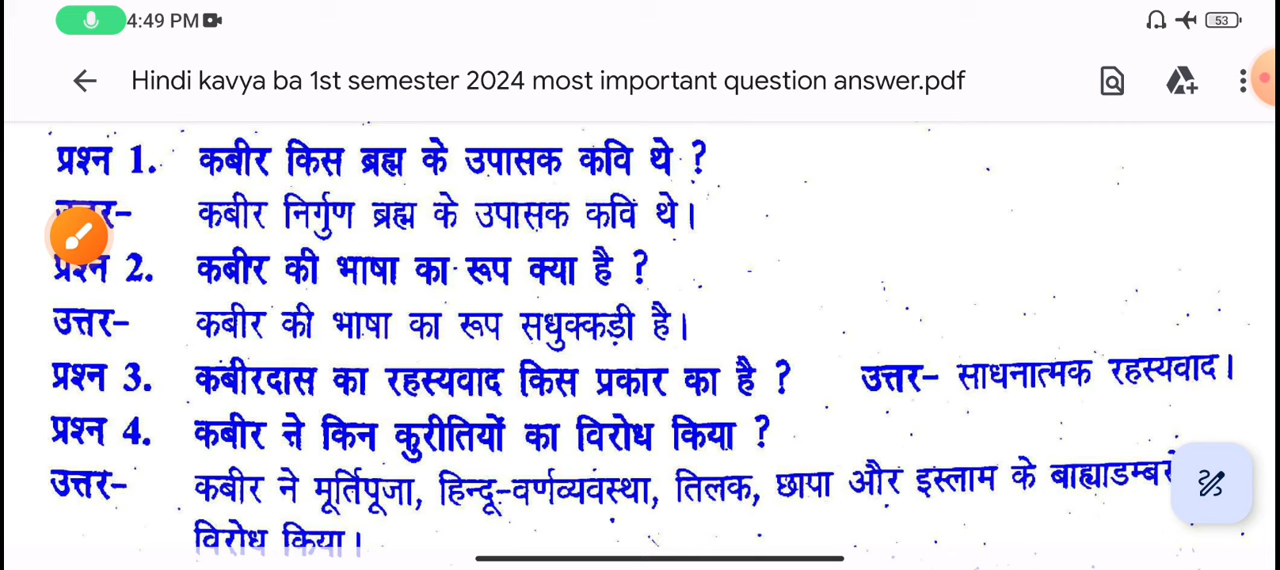 4:49 PM
53
Hindi kavya ba 1st semester 2024 most important question answer.pdf
प्रश्न 1. कबीर किस ब्रह्म के उपासक कवि थे ?
उत्तर– कबीर निर्गुण ब्रह्म के उपासक कवि थे।
प्रश्न 2. कबीर की भाषा का रूप क्या है ?
उत्तर– कबीर की भाषा का रूप सधुक्कड़ी है।
प्रश्न 3. कबीरदास का रहस्यवाद किस प्रकार का है ? उत्तर– साधनात्मक रहस्यवाद।
प्रश्न 4. कबीर ने किन कुरीतियों का विरोध किया ?
उत्तर– कबीर ने मूर्तिपूजा, हिन्दू-वर्णव्यवस्था, तिलक, छापा और इस्लाम के
विरोध किया।